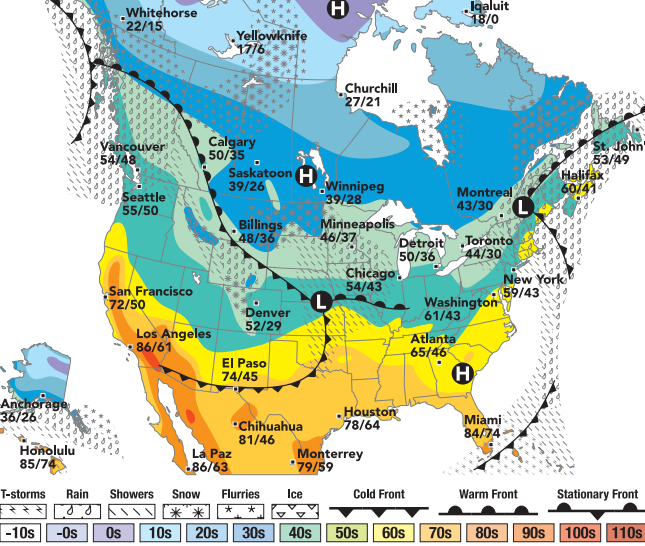 H
Iqaluit
18/0
Whitehorse
22/15
Yellowknife
17/6
Churchill
27/21
Vancouver
54/48
Calgary
50/35
St. John'
53/49
Saskatoon
39/26
H
Winnipeg
39/28
Halifax
60/41
Seattle
55/50
Montreal
43/30
L
Billings
48/36
Minneapolis
46/37
Detroit
50/36
Toronto
44/30
Chicago
54/43
New York
59/43
San Francisco
72/50
L
Denver
52/29
Washington
61/43
Los Angeles
86/61
Atlanta
65/46
El Paso
74/45
H
Anchorage
36/26
Houston
78/64
Miami
84/74
Chihuahua
81/46
Honolulu
85/74
La Paz
86/63
Monterrey
79/59
T-storms Rain Showers Snow Flurries Ice Cold Front Warm Front Stationary Front
-10s -0s 0s 10s 20s 30s 40s 50s 60s 70s 80s 90s 100s 110s